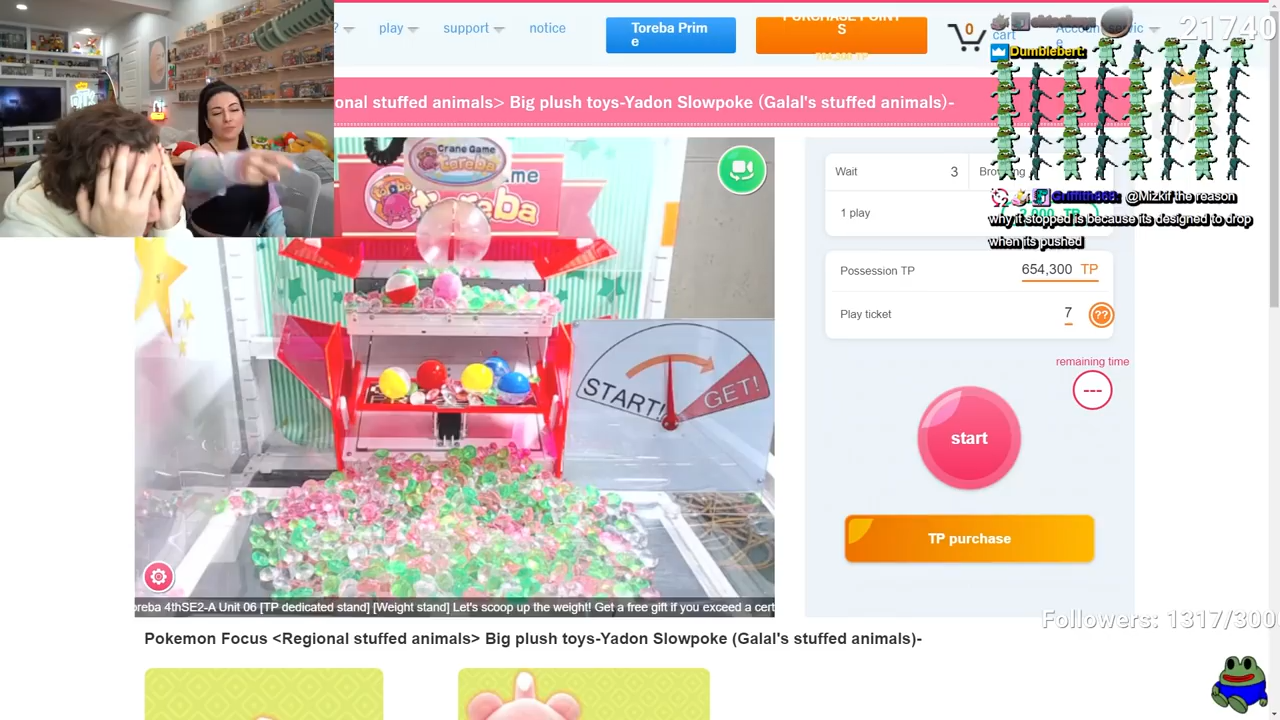 ? play support notice
Toreba Prim
e
PURCHASE POINT
S
0
cart
21740
Dumblebert:
onal stuffed animals> Big plush toys-Yadon Slowpoke (Galal's stuffed animals)-
Crane Game
toreba
Wait 3
1 play
2,000 TP
@Mizkif the reason
why it stopped is because its designed to drop
when its pushed
Possession TP 654,300 TP
Play ticket 7 ??
remaining time
---
START! GET!
start
TP purchase
oreba 4thSE2-A Unit 06 [TP dedicated stand] [Weight stand] Let's scoop up the weight! Get a free gift if you exceed a cert
Followers: 1317/300
Pokemon Focus <Regional stuffed animals> Big plush toys-Yadon Slowpoke (Galal's stuffed animals)-